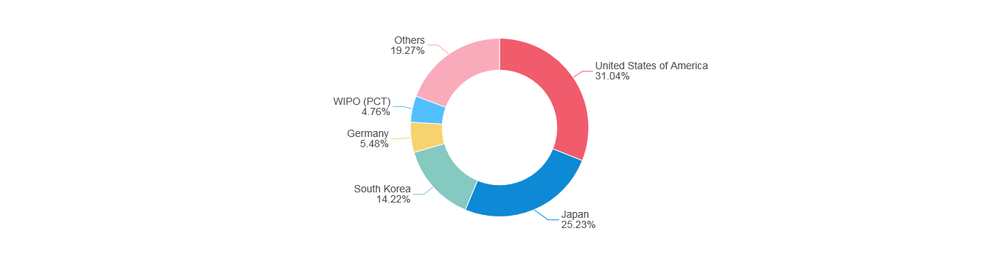 Others
19.27%
United States of America
31.04%
WIPO (PCT)
4.76%
Germany
5.48%
South Korea
14.22%
Japan
25.23%